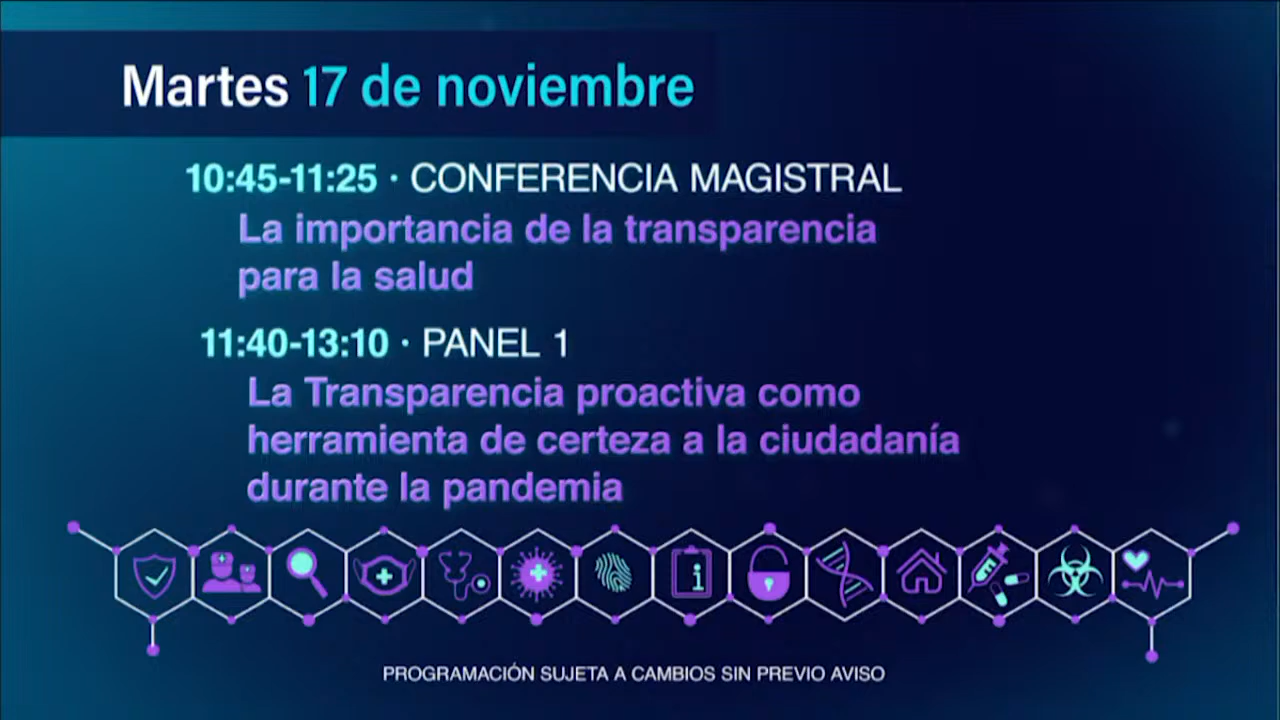 Martes 17 de noviembre
10:45-11:25 · CONFERENCIA MAGISTRAL
La importancia de la transparencia
para la salud
11:40-13:10 · PANEL 1
La Transparencia proactiva como
herramienta de certeza a la ciudadanía
durante la pandemia
PROGRAMACIÓN SUJETA A CAMBIOS SIN PREVIO AVISO